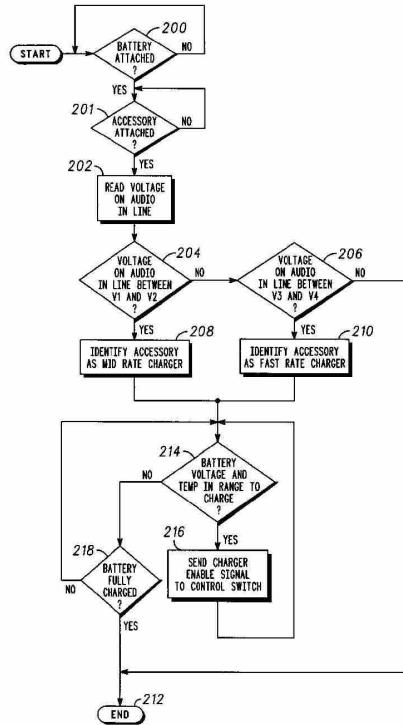 200
START
BATTERY
ATTACHED
?
NO
YES
201
ACCESSORY
ATTACHED
?
NO
YES
202
READ VOLTAGE
ON AUDIO
IN LINE
204
VOLTAGE
ON AUDIO
IN LINE BETWEEN
V1 AND V2
?
NO
YES
206
VOLTAGE
ON AUDIO
IN LINE BETWEEN
V3 AND V4
?
NO
YES
208
IDENTIFY ACCESSORY
AS MID RATE CHARGER
210
IDENTIFY ACCESSORY
AS FAST RATE CHARGER
214
BATTERY
VOLTAGE AND
TEMP IN RANGE TO
CHARGE
?
NO
YES
216
SEND CHARGER
ENABLE SIGNAL
TO CONTROL SWITCH
218
BATTERY
FULLY
CHARGED
?
NO
YES
212
END